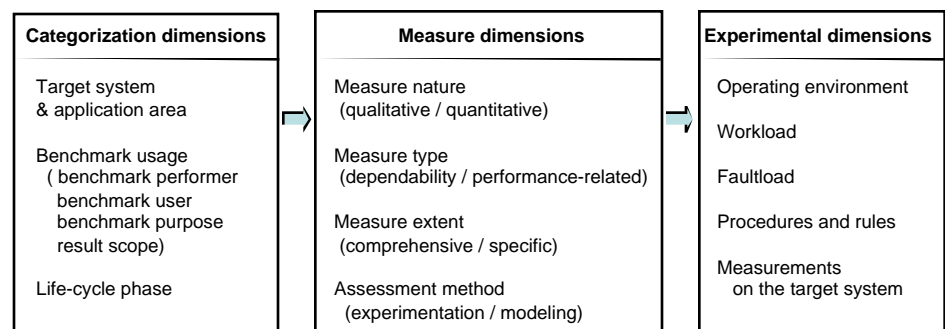 Categorization dimensions
Target system
& application area
Benchmark usage
( benchmark performer
benchmark user
benchmark purpose
result scope)
Life-cycle phase
Measure dimensions
Measure nature
(qualitative / quantitative)
Measure type
(dependability / performance-related)
Measure extent
(comprehensive / specific)
Assessment method
(experimentation / modeling)
Experimental dimensions
Operating environment
Workload
Faultload
Procedures and rules
Measurements
on the target system